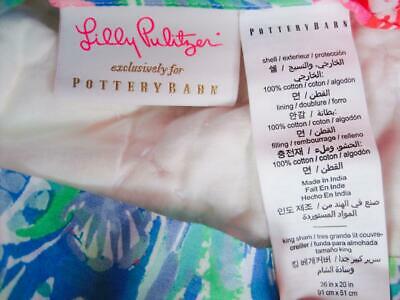 Lilly Pulitzer
exclusively for
POTTERY BARN
POTTERYBARN
shell / exterieur / protección
쉘 / الخارجي، والنسيج
الخارجي:
100% cotton / coton / algodón
면 / القطن
lining / doublure / forro
안감 / بطانة:
100% cotton / coton / algodón
면 / القطن
filling / rembourrage / relleno
충전재 / الحشو، وملء:
100% cotton / coton / algodón
면 / القطن
Made in India
Fait En Inde
Hecho En India
인도 제조 / صنع في الهند من
المواد المستوردة
king sham / tres grande lit couvre-
oreiller / funda para almohada
tamaño king
킹 베개커버 / سرير كبير جدا
وسادة الشام
36 in x 20 in
91 cm x 51 cm